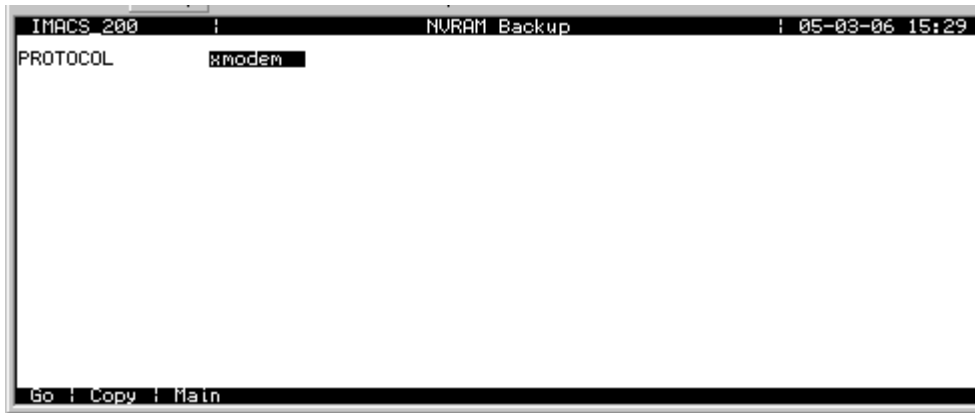 IMACS_200 ¦ NVRAM Backup ¦ 05-03-06 15:29
PROTOCOL xmodem
Go ¦ Copy ¦ Main